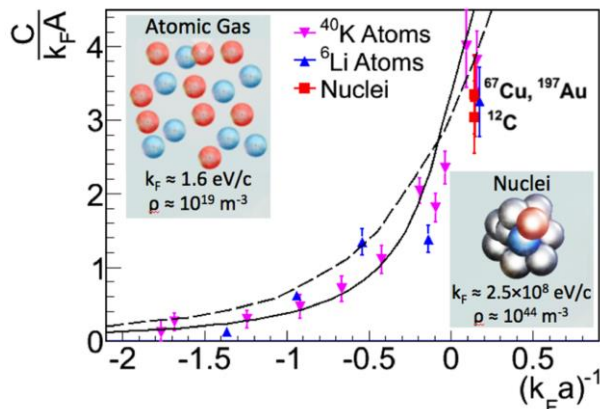 C
k_F A
Atomic Gas
k_F ≈ 1.6 eV/c
ρ ≈ 10^19 m^-3
^40K Atoms
^6Li Atoms
Nuclei
^67Cu, ^197Au
^12C
Nuclei
k_F ≈ 2.5×10^8 eV/c
ρ ≈ 10^44 m^-3
4
3
2
1
0
-2 -1.5 -1 -0.5 0 0.5
(k_F a)^-1